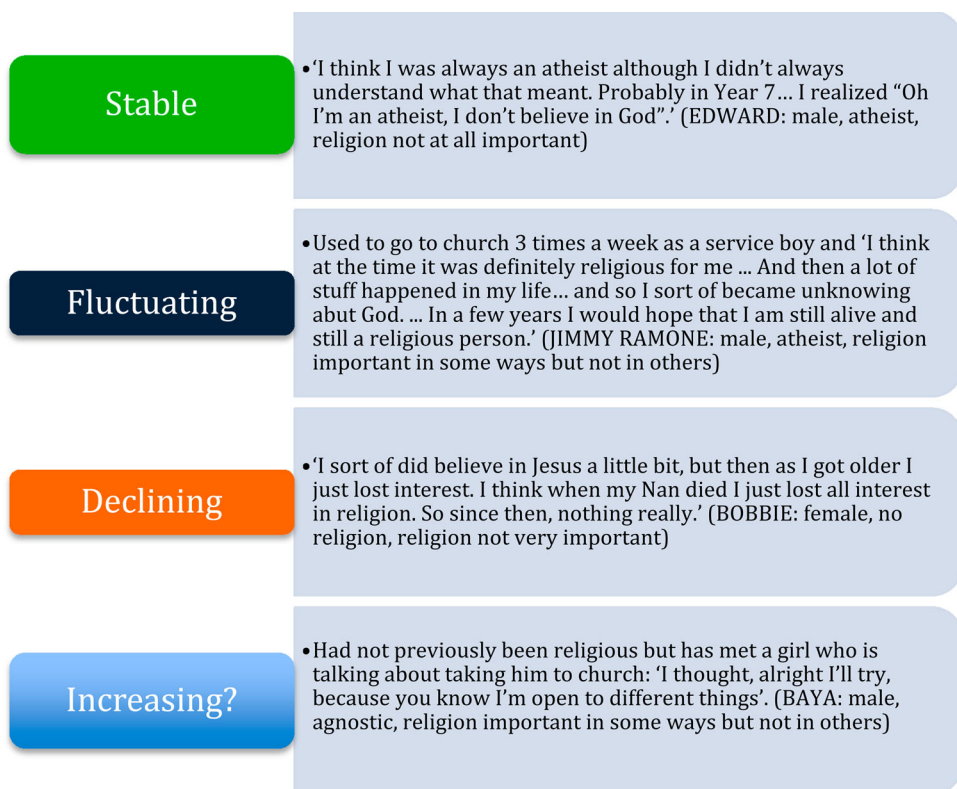 Stable
•‘I think I was always an atheist although I didn’t always
understand what that meant. Probably in Year 7… I realized “Oh
I’m an atheist, I don’t believe in God”.’ (EDWARD: male, atheist,
religion not at all important)
Fluctuating
•Used to go to church 3 times a week as a service boy and ‘I think
at the time it was definitely religious for me ... And then a lot of
stuff happened in my life… and so I sort of became unknowing
abut God. ... In a few years I would hope that I am still alive and
still a religious person.’ (JIMMY RAMONE: male, atheist, religion
important in some ways but not in others)
Declining
•‘I sort of did believe in Jesus a little bit, but then as I got older I
just lost interest. I think when my Nan died I just lost all interest
in religion. So since then, nothing really.’ (BOBBIE: female, no
religion, religion not very important)
Increasing?
•Had not previously been religious but has met a girl who is
talking about taking him to church: ‘I thought, alright I’ll try,
because you know I’m open to different things’. (BAYA: male,
agnostic, religion important in some ways but not in others)